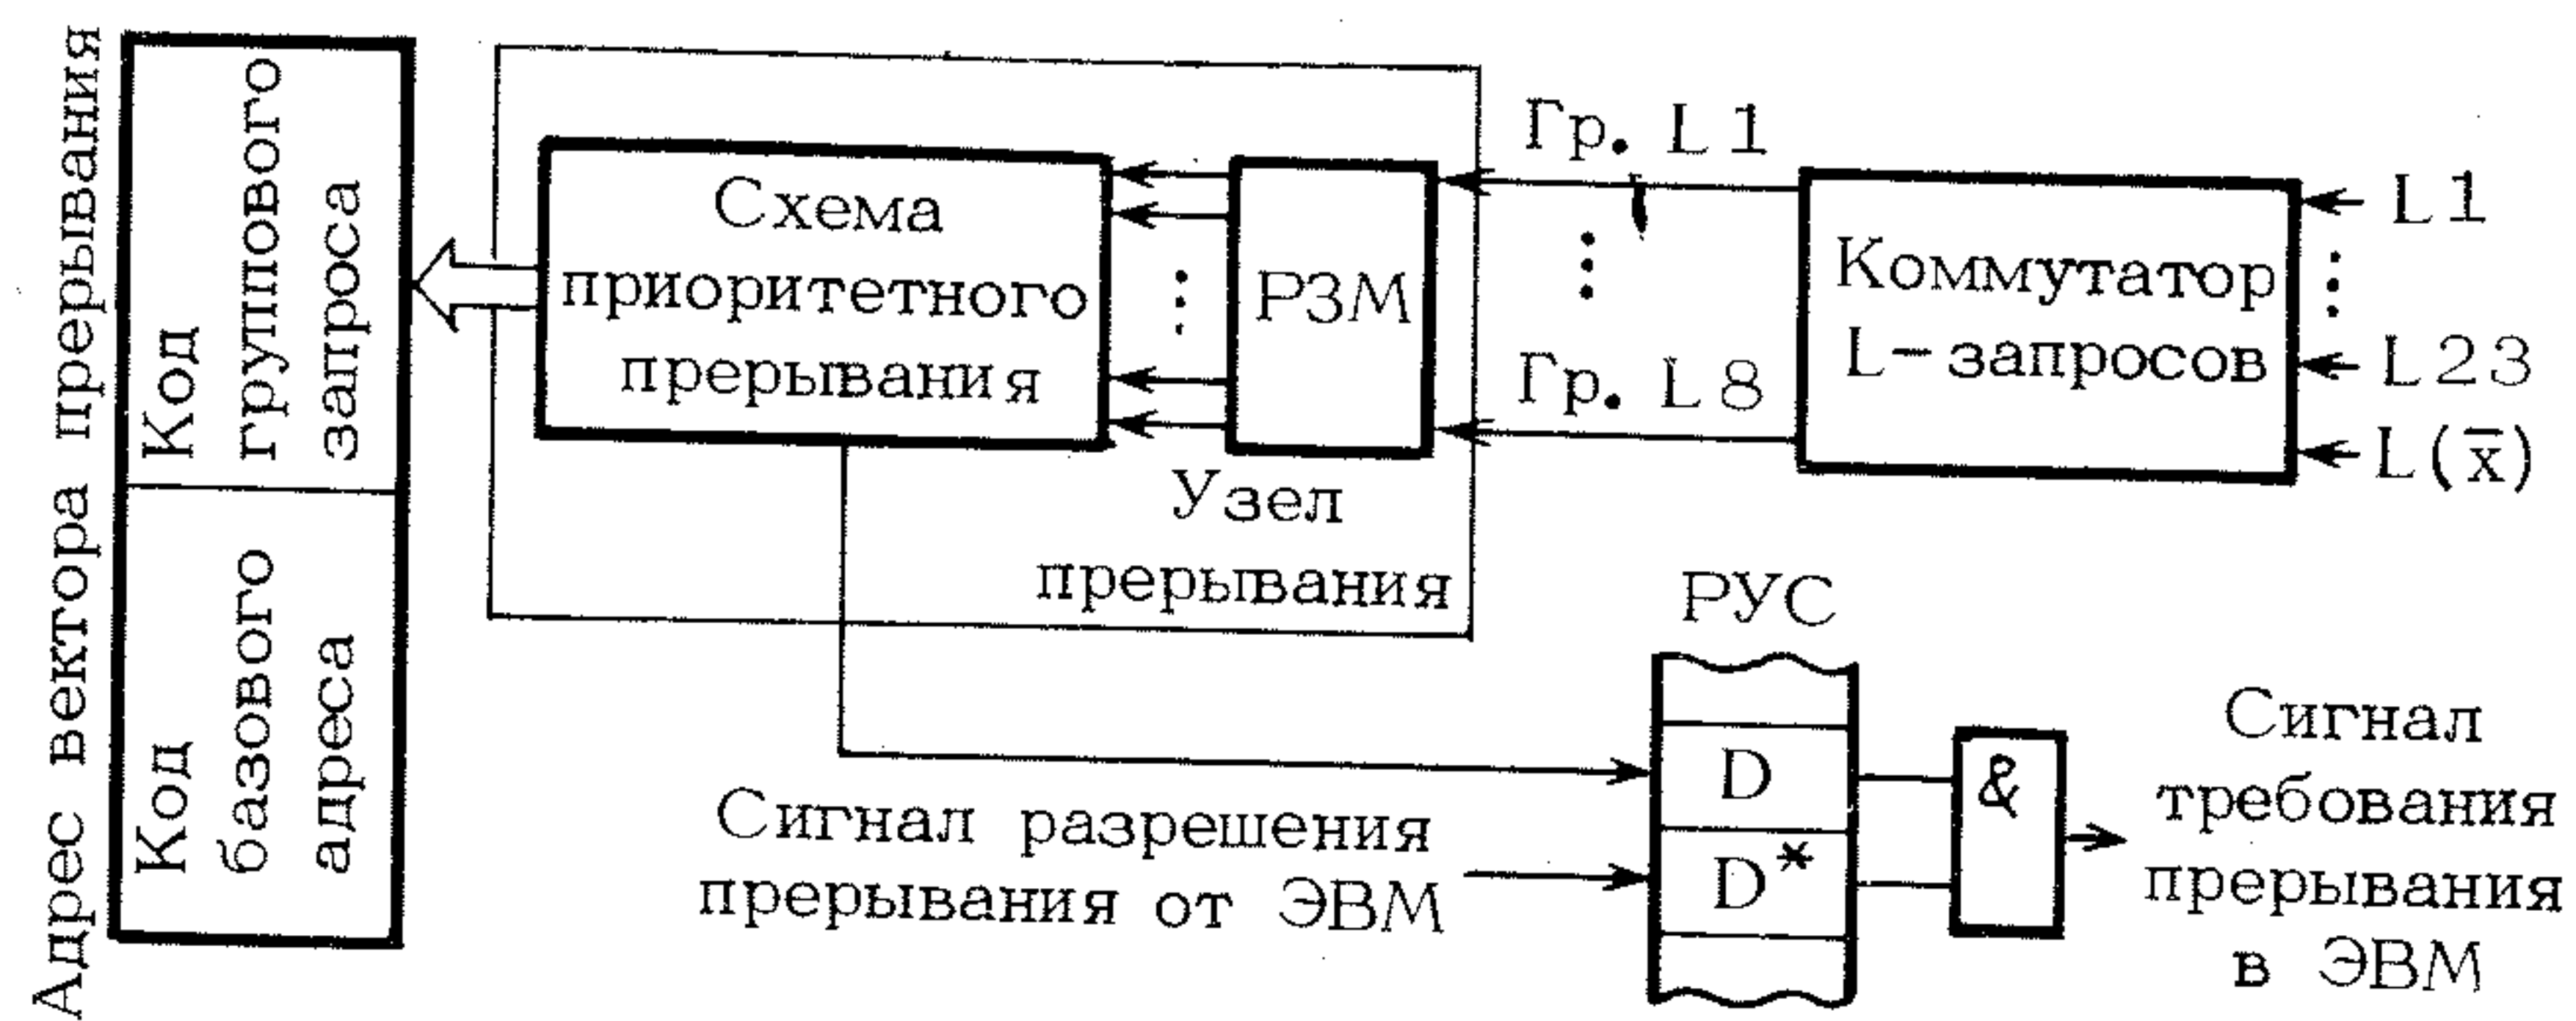 Адрес вектора прерывания
Код
группового
запроса
Код
базового
адреса
Схема
приоритетного
прерывания
РЗМ
Узел
прерывания
Гр. L1
Гр. L8
Коммутатор
L-запросов
L1
L23
L(x̄)
РУС
D
D*
&
Сигнал разрешения
прерывания от ЭВМ
Сигнал
требования
прерывания
в ЭВМ